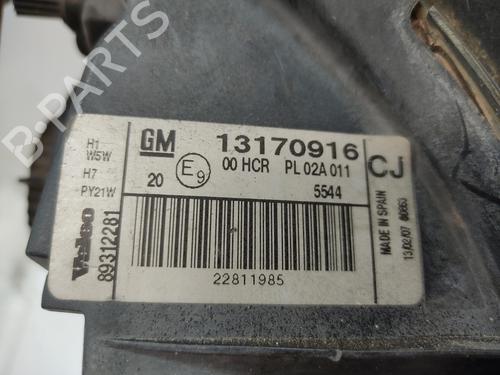 B-PARTS
H1
W5W
H7
PY21W
GM 13170916
20 E9 00 HCR PL 02A 011
5544
CJ
Valeo
89312281
22811985
MADE IN SPAIN
13/02/07